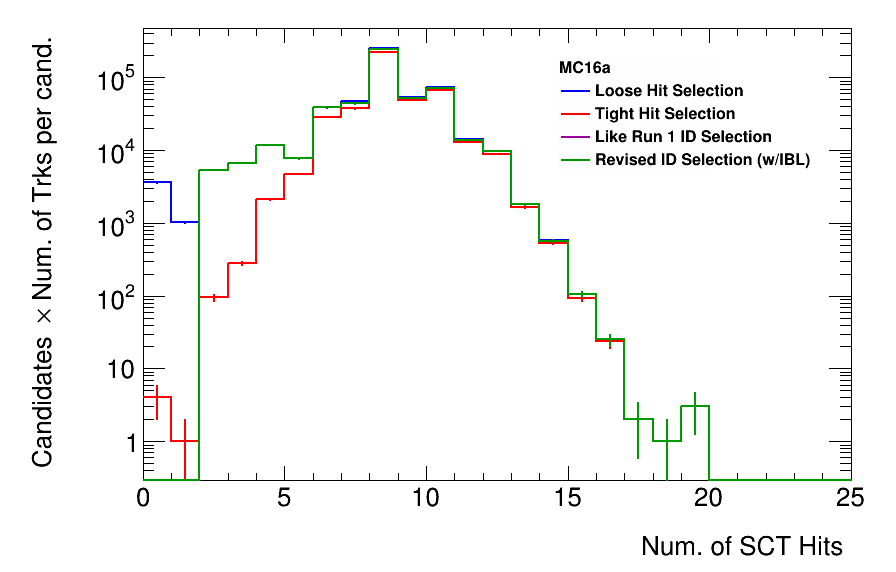 Candidates × Num. of Trks per cand.
10^5
10^4
10^3
10^2
10
1
MC16a
Loose Hit Selection
Tight Hit Selection
Like Run 1 ID Selection
Revised ID Selection (w/IBL)
0 5 10 15 20 25
Num. of SCT Hits